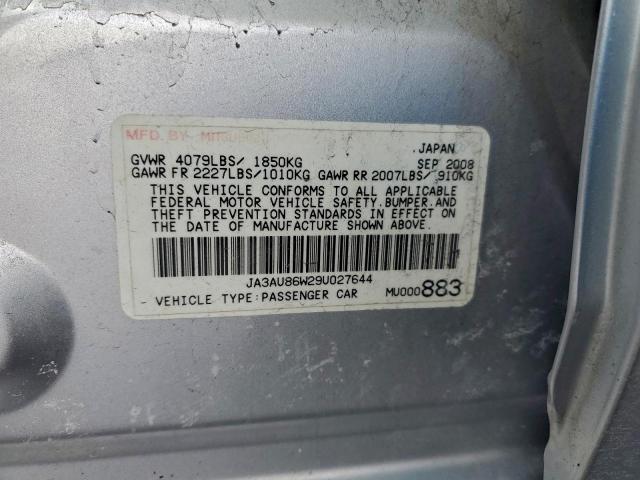 MFD. BY MITSUBISHI
JAPAN
GVWR 4079LBS/ 1850KG SEP 2008
GAWR FR 2227LBS/1010KG GAWR RR 2007LBS/ 910KG
THIS VEHICLE CONFORMS TO ALL APPLICABLE
FEDERAL MOTOR VEHICLE SAFETY, BUMPER, AND
THEFT PREVENTION STANDARDS IN EFFECT ON
THE DATE OF MANUFACTURE SHOWN ABOVE.
JA3AU86W29U027644
VEHICLE TYPE:PASSENGER CAR MU000883